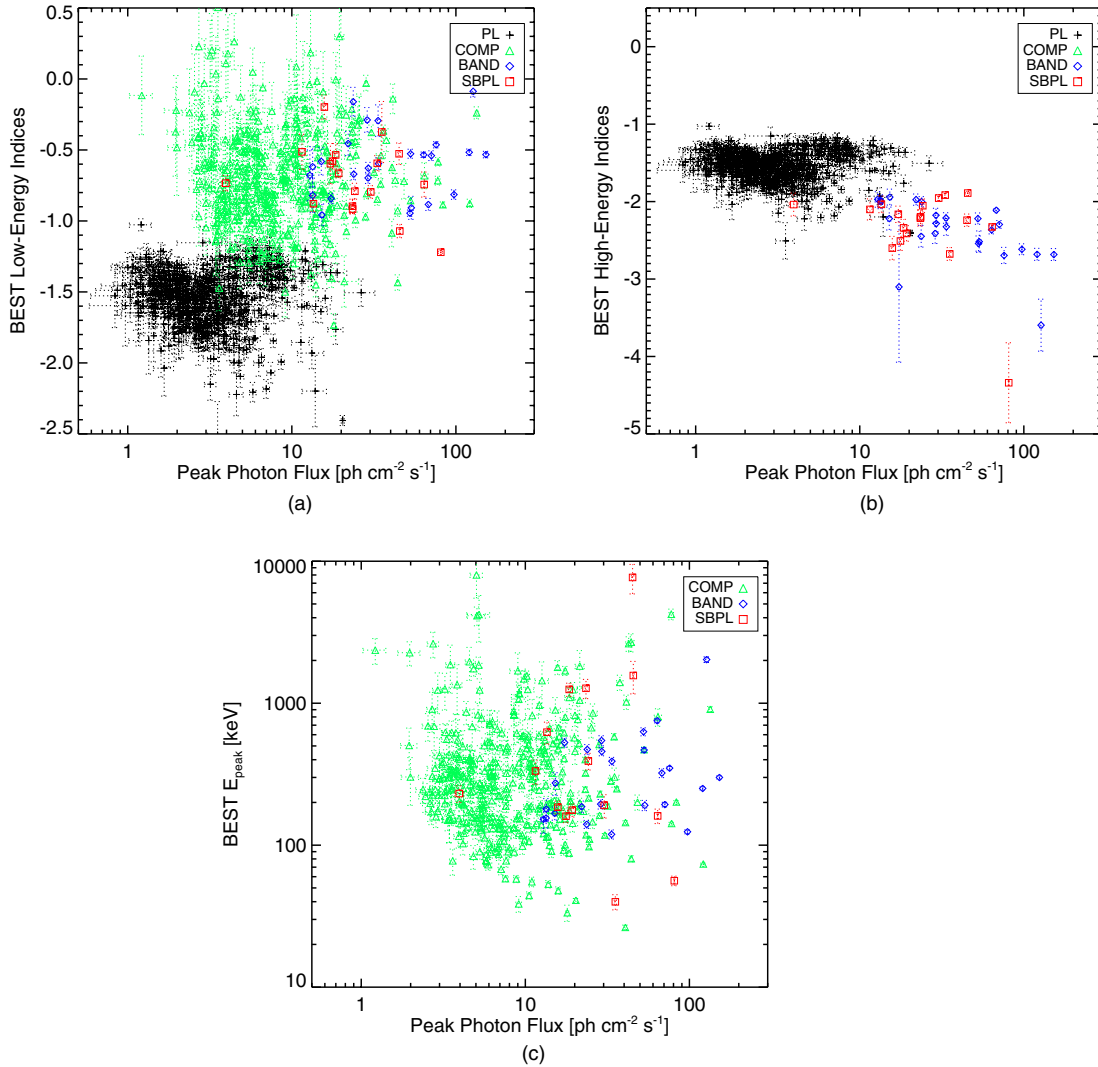 0.5
0.0
-0.5
-1.0
-1.5
-2.0
-2.5
BEST Low-Energy Indices
PL
COMP
BAND
SBPL
1 10 100
Peak Photon Flux [ph cm-2 s-1]
(a)
0
-1
-2
-3
-4
-5
BEST High-Energy Indices
PL
COMP
BAND
SBPL
1 10 100
Peak Photon Flux [ph cm-2 s-1]
(b)
10000
1000
100
10
BEST Epeak [keV]
COMP
BAND
SBPL
1 10 100
Peak Photon Flux [ph cm-2 s-1]
(c)